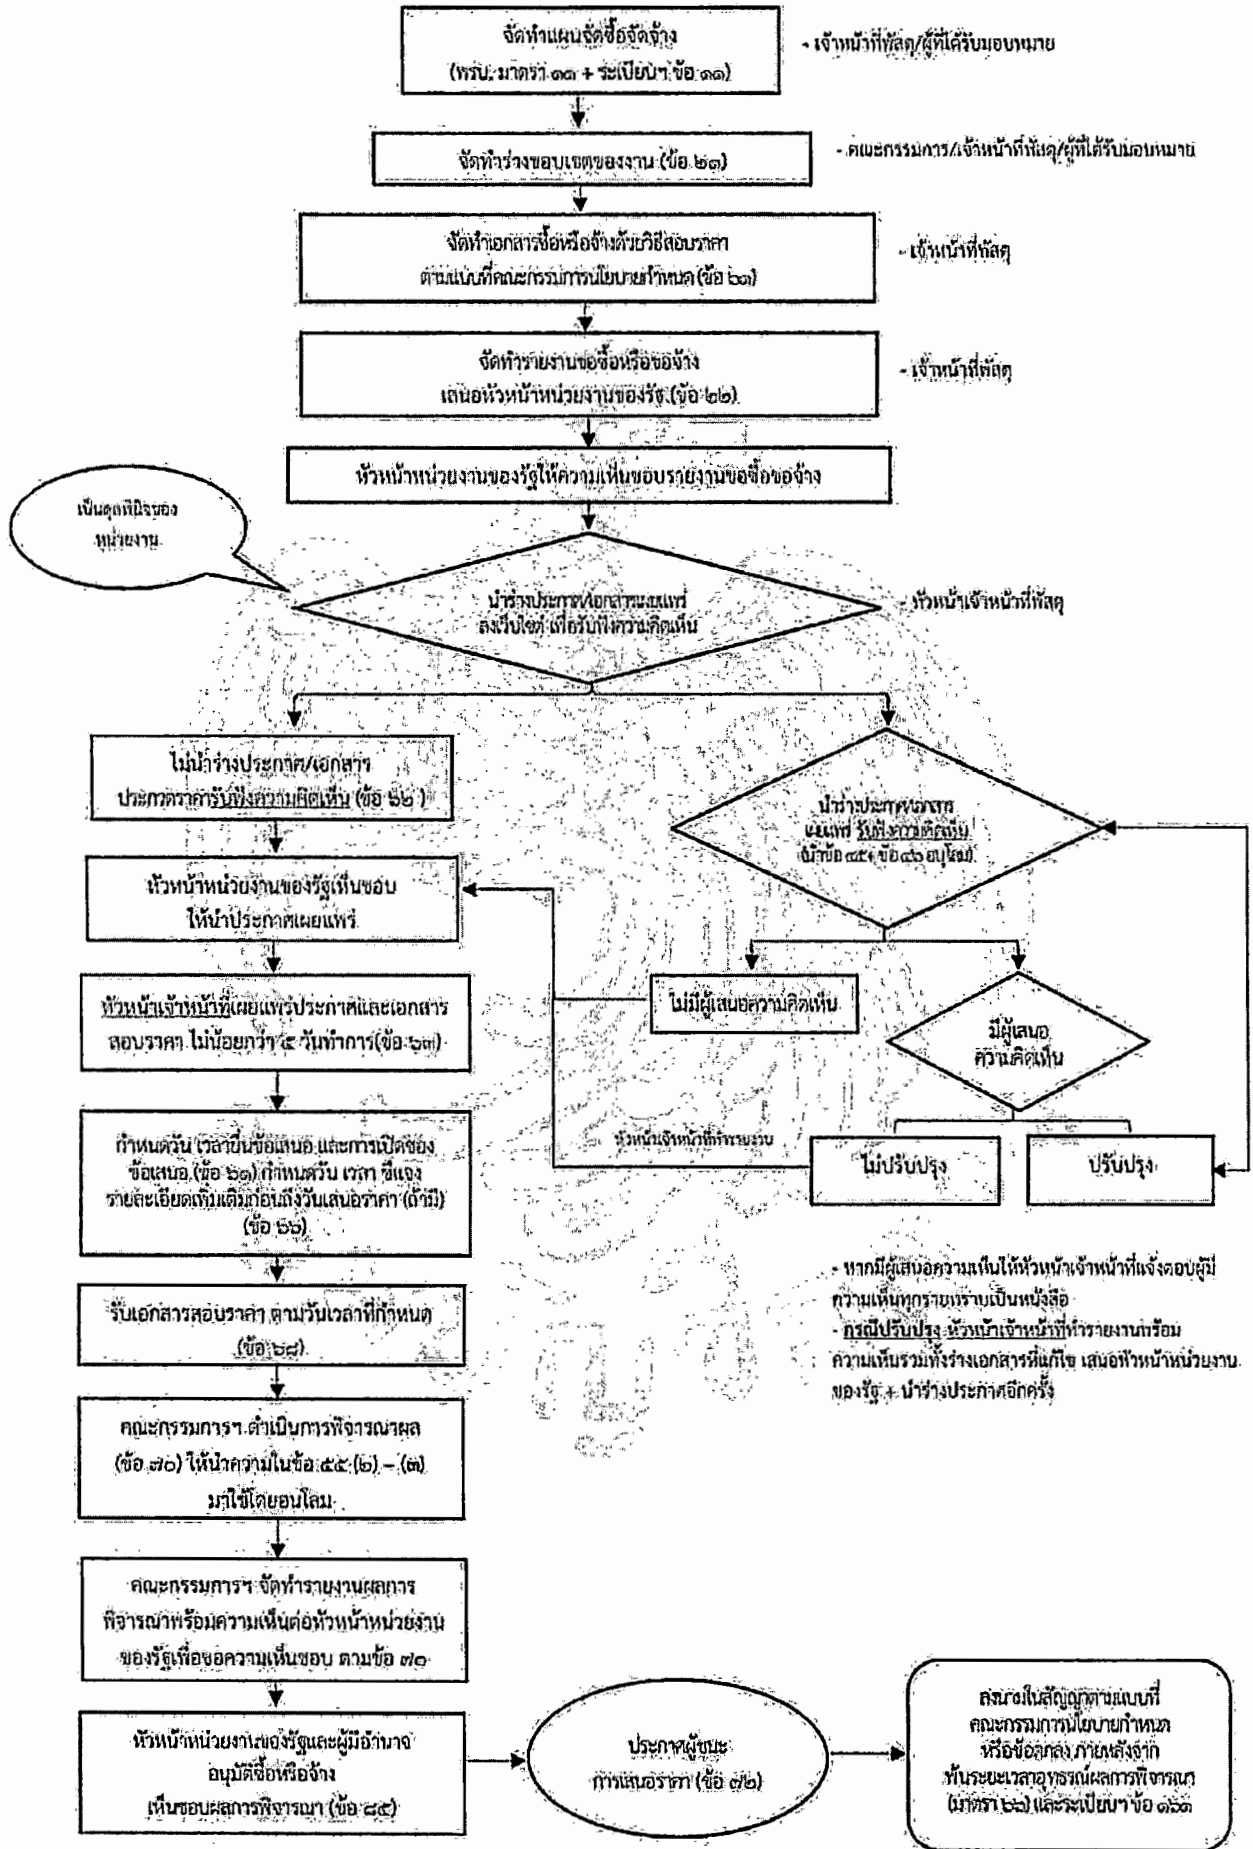 จัดทำแผนจัดซื้อจัดจ้าง
(พรบ. มาตรา ๑๑ + ระเบียบฯ ข้อ ๑๑)
- เจ้าหน้าที่พัสดุ/ผู้ที่ได้รับมอบหมาย
จัดทำร่างขอบเขตของงาน (ข้อ ๒๑)
- คณะกรรมการ/เจ้าหน้าที่พัสดุ/ผู้ที่ได้รับมอบหมาย
จัดทำเอกสารซื้อหรือจ้างด้วยวิธีสอบราคา
ตามแบบที่คณะกรรมการนโยบายกำหนด (ข้อ ๖๑)
- เจ้าหน้าที่พัสดุ
จัดทำรายงานขอซื้อหรือขอจ้าง
เสนอหัวหน้าหน่วยงานของรัฐ (ข้อ ๒๒)
- เจ้าหน้าที่พัสดุ
หัวหน้าหน่วยงานของรัฐให้ความเห็นชอบรายงานขอซื้อขอจ้าง
เป็นดุลพินิจของ
หน่วยงาน
นำร่างประกาศ/เอกสารเผยแพร่
ลงเว็บไซต์ เพื่อรับฟังความคิดเห็น
- หัวหน้าเจ้าหน้าที่พัสดุ
ไม่นำร่างประกาศ/เอกสาร
ประกวดราคารับฟังความคิดเห็น (ข้อ ๖๒ )
นำร่างประกาศ/เอกสาร
เผยแพร่ รับฟังความคิดเห็น
(นำข้อ ๔๕+ ข้อ ๔๖ อนุโลม)
หัวหน้าหน่วยงานของรัฐเห็นชอบ
ให้นำประกาศเผยแพร่
หัวหน้าเจ้าหน้าที่เผยแพร่ประกาศและเอกสาร
สอบราคา ไม่น้อยกว่า ๕ วันทำการ(ข้อ ๖๓)
ไม่มีผู้เสนอความคิดเห็น
มีผู้เสนอ
ความคิดเห็น
กำหนดวัน เวลายื่นข้อเสนอ และการเปิดซอง
ข้อเสนอ (ข้อ ๖๑) กำหนดวัน เวลา ชี้แจง
รายละเอียดเพิ่มเติมก่อนถึงวันเสนอราคา (ถ้ามี)
(ข้อ ๖๖)
หัวหน้าเจ้าหน้าที่ทำรายงาน
ไม่ปรับปรุง
ปรับปรุง
- หากมีผู้เสนอความเห็นให้หัวหน้าเจ้าหน้าที่แจ้งตอบผู้มี
ความเห็นทุกรายทราบเป็นหนังสือ
- กรณีปรับปรุง หัวหน้าเจ้าหน้าที่ทำรายงานพร้อม
ความเห็นรวมทั้งร่างเอกสารที่แก้ไข เสนอหัวหน้าหน่วยงาน
ของรัฐ + นำร่างประกาศอีกครั้ง
รับเอกสารสอบราคา ตามวันเวลาที่กำหนด
(ข้อ ๖๘)
คณะกรรมการฯ ดำเนินการพิจารณาผล
(ข้อ ๗๐) ให้นำความในข้อ ๕๕ (๒) – (๓)
มาใช้โดยอนุโลม
คณะกรรมการฯ จัดทำรายงานผลการ
พิจารณาพร้อมความเห็นต่อหัวหน้าหน่วยงาน
ของรัฐเพื่อขอความเห็นชอบ ตามข้อ ๗๑
หัวหน้าหน่วยงานของรัฐและผู้มีอำนาจ
อนุมัติซื้อหรือจ้าง
เห็นชอบผลการพิจารณา (ข้อ ๘๕)
ประกาศผู้ชนะ
การเสนอราคา (ข้อ ๗๒)
ลงนามในสัญญาตามแบบที่
คณะกรรมการนโยบายกำหนด
หรือข้อตกลง ภายหลังจาก
พ้นระยะเวลาอุทธรณ์ผลการพิจารณา
(มาตรา ๖๖) และระเบียบฯ ข้อ ๑๖๑